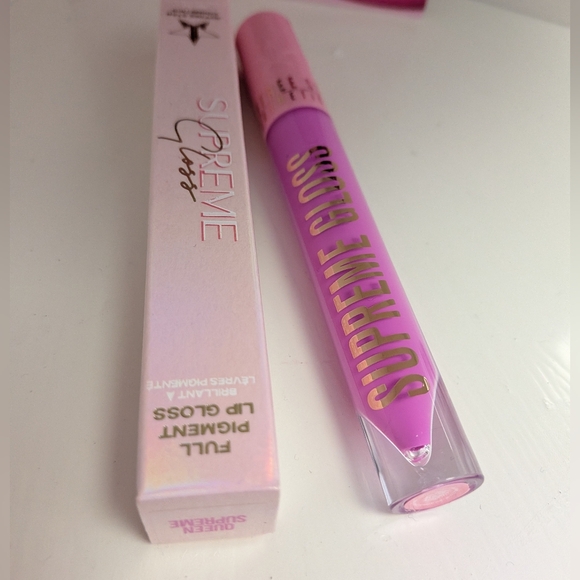 SUPREME
Gloss
FULL
PIGMENT
LIP GLOSS
BRILLANT À
LÈVRES PIGMENTÉ
QUEEN
SUPREME
SUPREME GLOSS